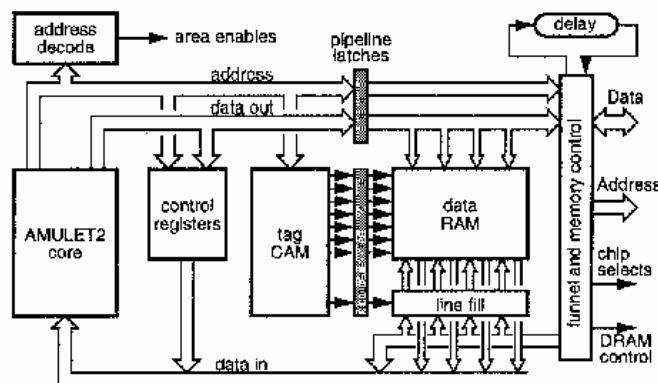 address
decode
area enables
pipeline
latches
delay
address
data out
Data
AMULET2
core
control
registers
tag
CAM
data
RAM
line fill
funnel and memory control
Address
chip
selects
DRAM
control
data in